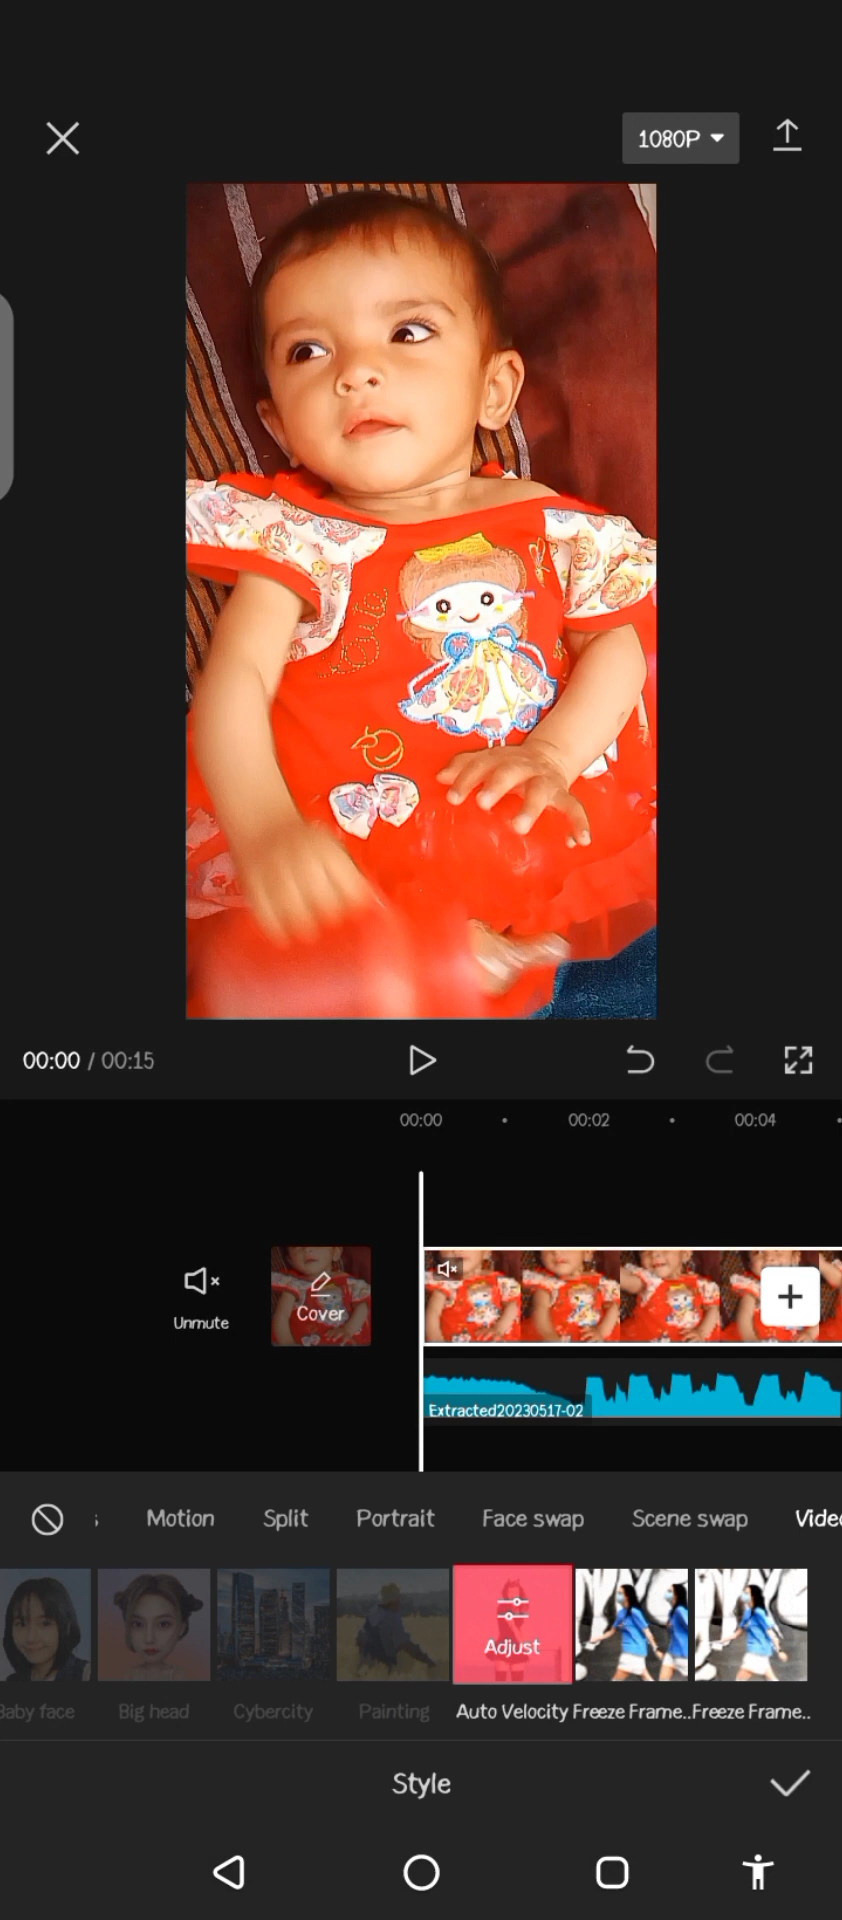 1080P
00:00 / 00:15
00:00 00:02 00:04
Unmute
Cover
Extracted20230517-02
Motion Split Portrait Face swap Scene swap Video
Adjust
Baby face Big head Cybercity Painting Auto Velocity Freeze Frame.. Freeze Frame..
Style